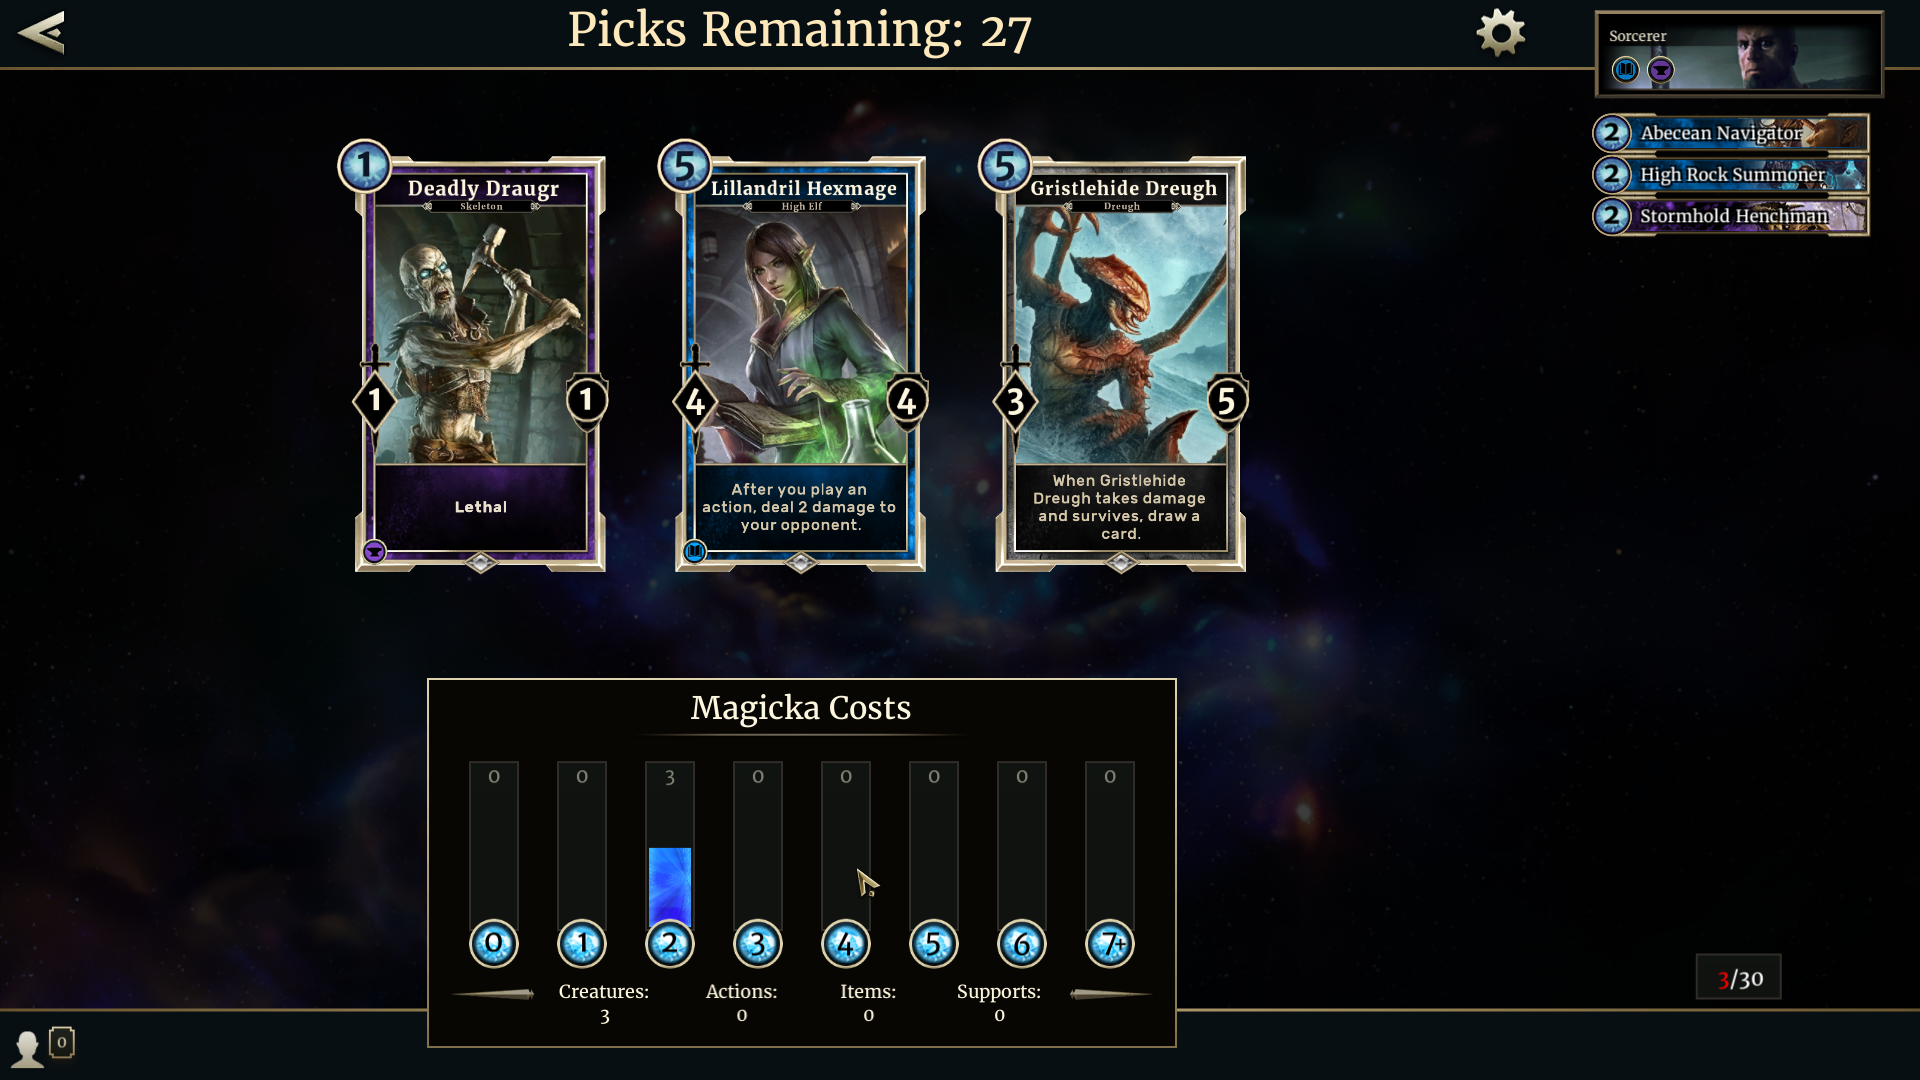 Picks Remaining: 27
Sorcerer
2 Abecean Navigator
2 High Rock Summoner
2 Stormhold Henchman
1
Deadly Draugr
Skeleton
1
1
Lethal
5
Lillandril Hexmage
High Elf
4
4
After you play an
action, deal 2 damage to
your opponent.
5
Gristlehide Dreugh
Dreugh
3
5
When Gristlehide
Dreugh takes damage
and survives, draw a
card.
Magicka Costs
0 0 3 0 0 0 0 0
0 1 2 3 4 5 6 7+
Creatures: Actions: Items: Supports:
3 0 0 0
3/30
0